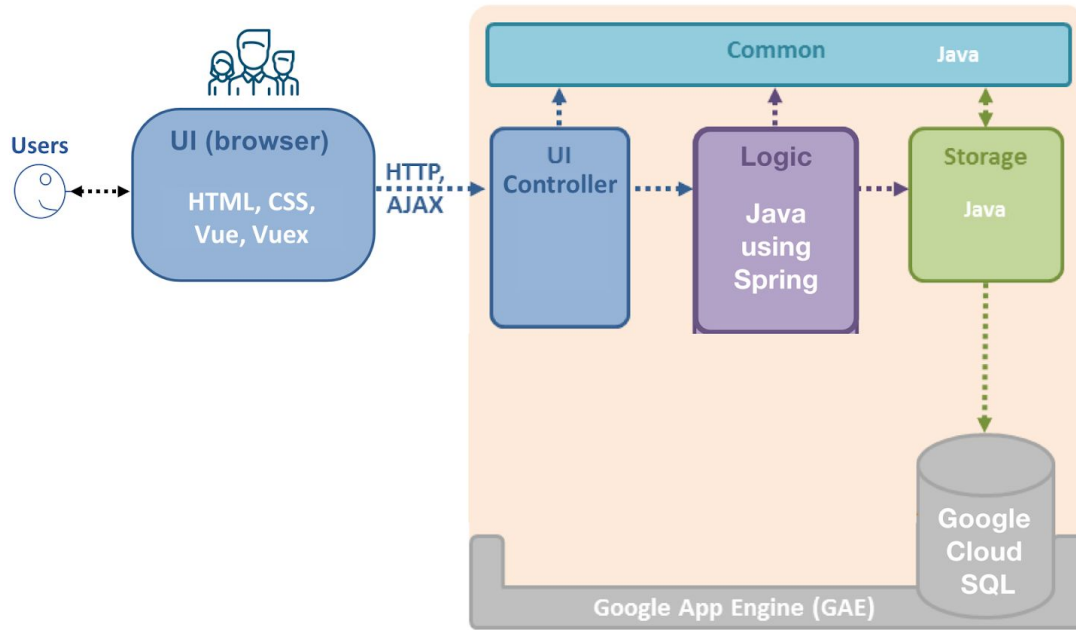 Common
Java
Users
UI (browser)
HTML, CSS,
Vue, Vuex
HTTP,
AJAX
UI
Controller
Logic
Java
using
Spring
Storage
Java
Google
Cloud
SQL
Google App Engine (GAE)